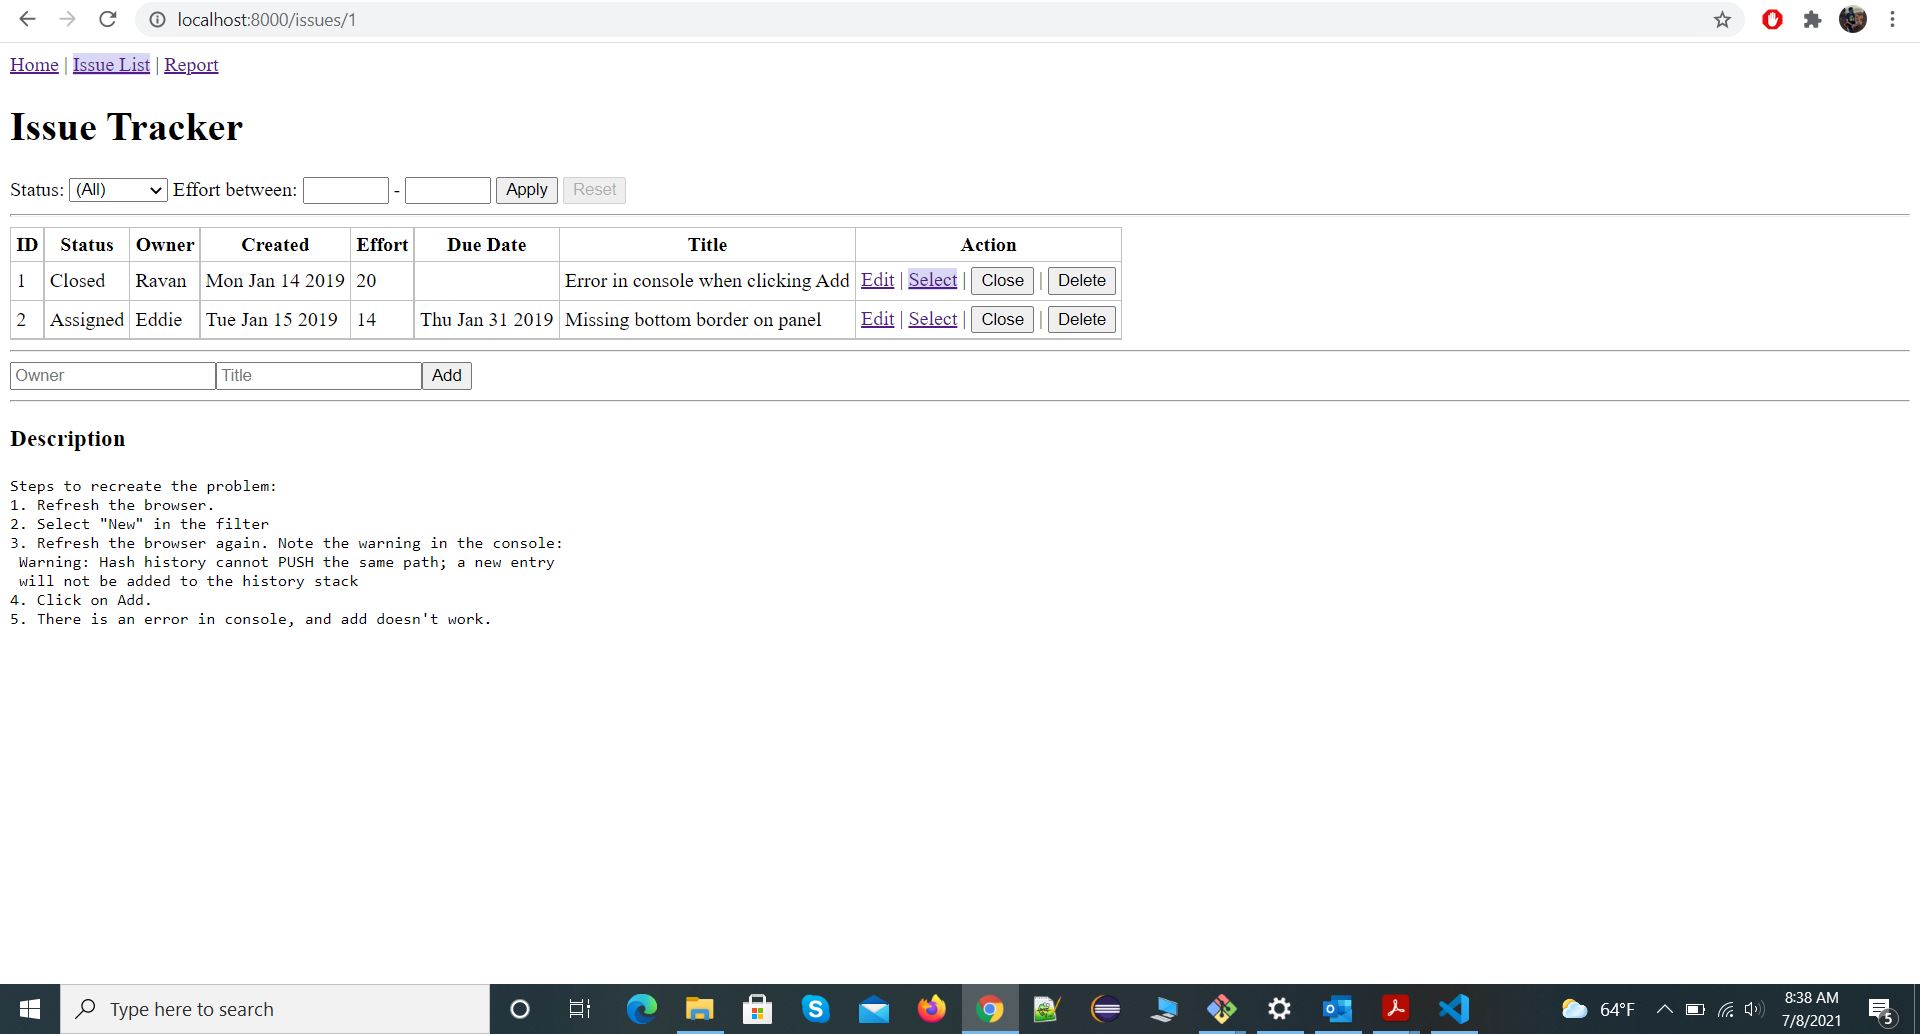 localhost:8000/issues/1
Home | Issue List | Report
Issue Tracker
Status: (All) Effort between: - Apply Reset
ID Status Owner Created Effort Due Date Title Action
1 Closed Ravan Mon Jan 14 2019 20 Error in console when clicking Add Edit | Select | Close | Delete
2 Assigned Eddie Tue Jan 15 2019 14 Thu Jan 31 2019 Missing bottom border on panel Edit | Select | Close | Delete
Owner Title Add
Description
Steps to recreate the problem:
1. Refresh the browser.
2. Select "New" in the filter
3. Refresh the browser again. Note the warning in the console:
Warning: Hash history cannot PUSH the same path; a new entry
will not be added to the history stack
4. Click on Add.
5. There is an error in console, and add doesn't work.
Type here to search
64°F
8:38 AM
7/8/2021
5